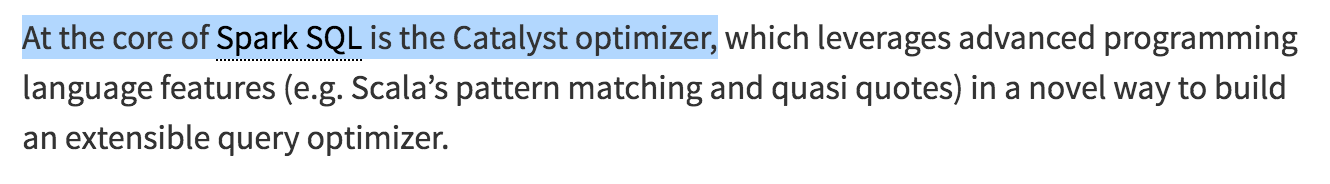 At the core of Spark SQL is the Catalyst optimizer, which leverages advanced programming
language features (e.g. Scala’s pattern matching and quasi quotes) in a novel way to build
an extensible query optimizer.